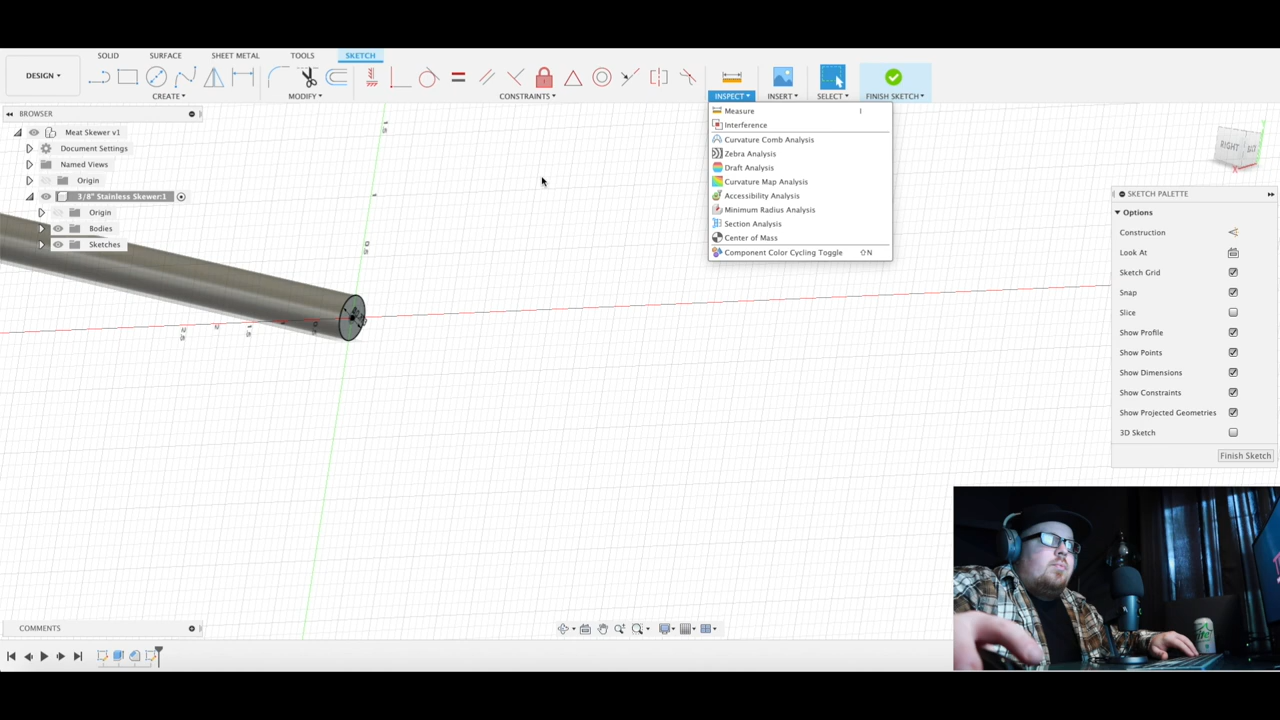 SOLID SURFACE SHEET METAL TOOLS SKETCH
DESIGN
CREATE MODIFY CONSTRAINTS INSPECT INSERT SELECT FINISH SKETCH
BROWSER
Meat Skewer v1
Document Settings
Named Views
Origin
3/8" Stainless Skewer:1
Origin
Bodies
Sketches
Measure I
Interference
Curvature Comb Analysis
Zebra Analysis
Draft Analysis
Curvature Map Analysis
Accessibility Analysis
Minimum Radius Analysis
Section Analysis
Center of Mass
Component Color Cycling Toggle ⇧N
RIGHT
SKETCH PALETTE
Options
Construction
Look At
Sketch Grid
Snap
Slice
Show Profile
Show Points
Show Dimensions
Show Constraints
Show Projected Geometries
3D Sketch
Finish Sketch
COMMENTS